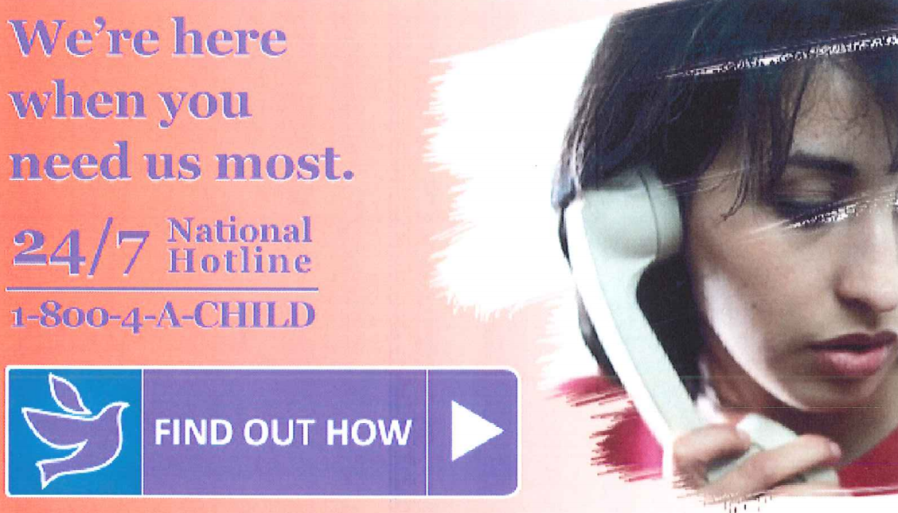 We're here
when you
need us most.
24/7 National
Hotline
1-800-4-A-CHILD
FIND OUT HOW